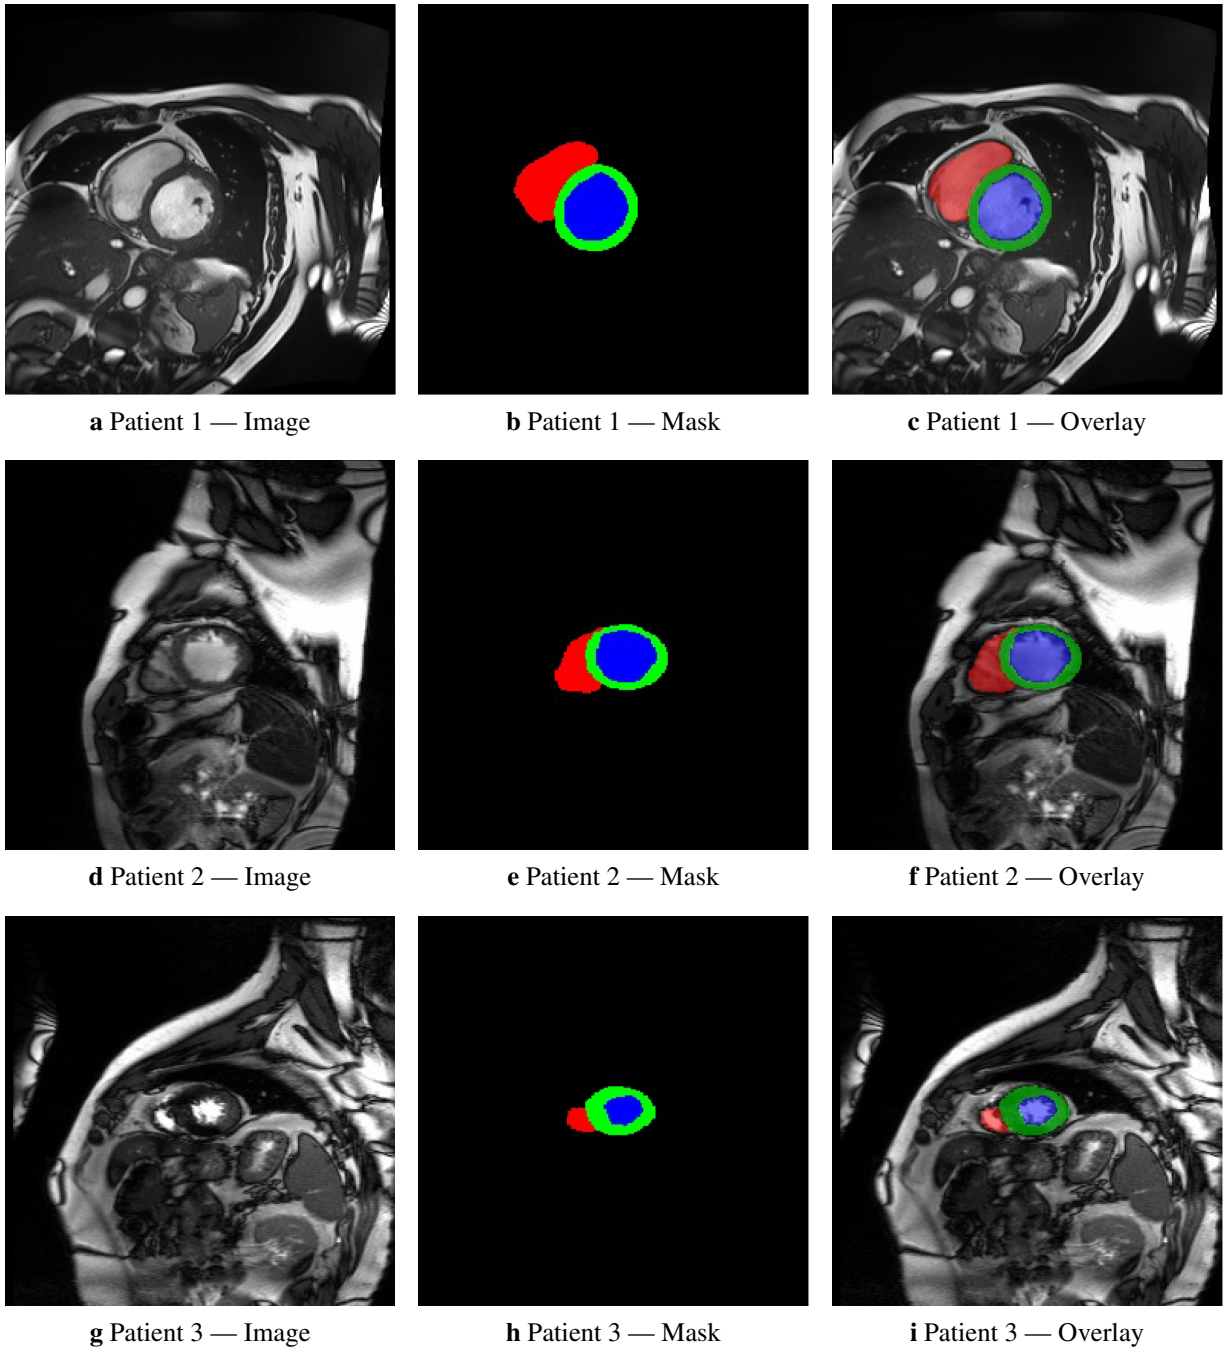 a Patient 1 — Image
b Patient 1 — Mask
c Patient 1 — Overlay
d Patient 2 — Image
e Patient 2 — Mask
f Patient 2 — Overlay
g Patient 3 — Image
h Patient 3 — Mask
i Patient 3 — Overlay